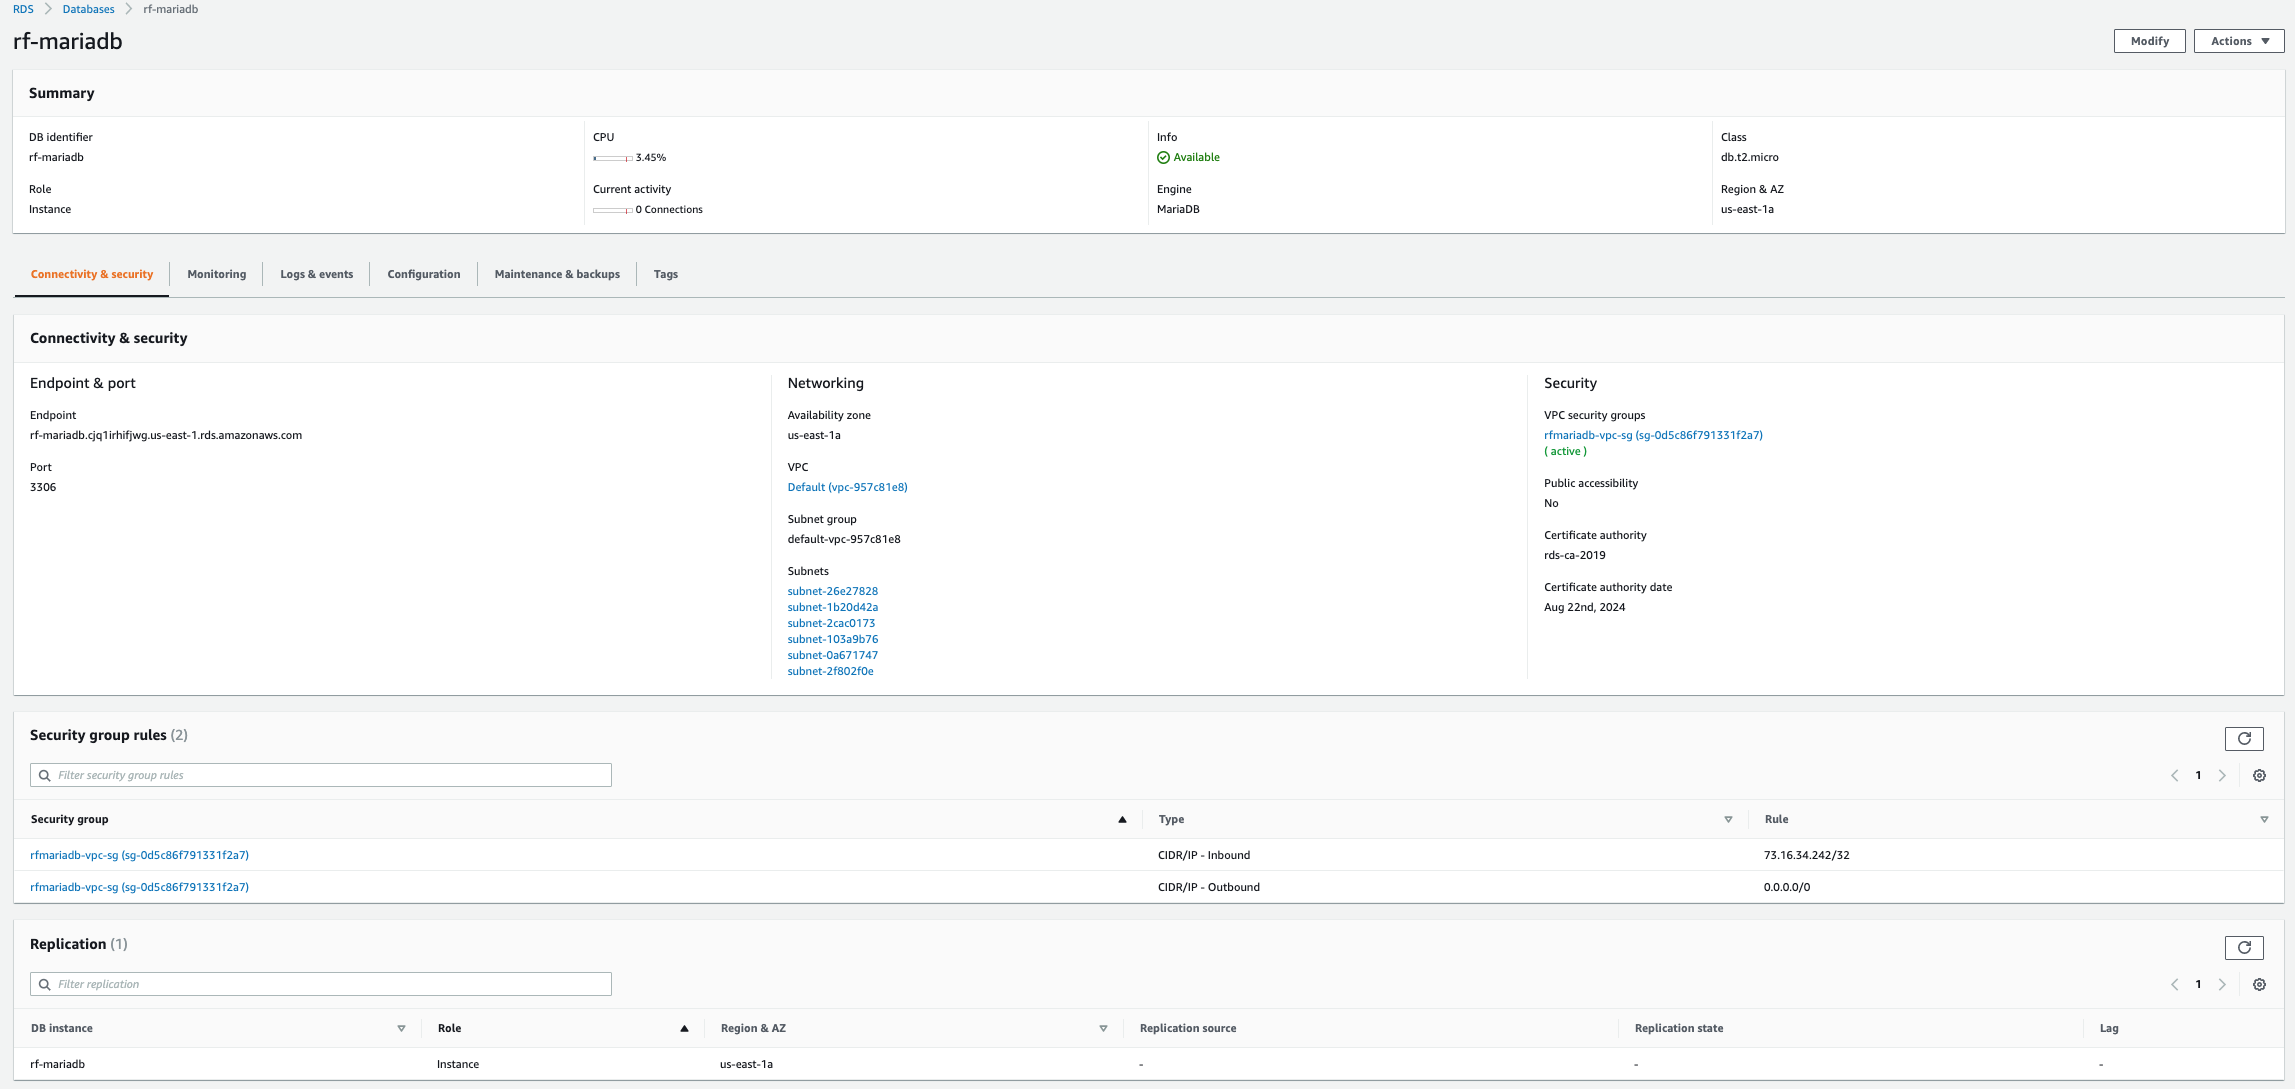 RDS > Databases > rf-mariadb
rf-mariadb
Modify
Actions
Summary
DB identifier
rf-mariadb
CPU
3.45%
Info
Available
Class
db.t2.micro
Role
Instance
Current activity
0 Connections
Engine
MariaDB
Region & AZ
us-east-1a
Connectivity & security
Monitoring
Logs & events
Configuration
Maintenance & backups
Tags
Connectivity & security
Endpoint & port
Endpoint
rf-mariadb.cjq1irhifjwg.us-east-1.rds.amazonaws.com
Port
3306
Networking
Availability zone
us-east-1a
VPC
Default (vpc-957c81e8)
Subnet group
default-vpc-957c81e8
Subnets
subnet-26e27828
subnet-1b20d42a
subnet-2cac0173
subnet-103a9b76
subnet-0a671747
subnet-2f802f0e
Security
VPC security groups
rfmariadb-vpc-sg (sg-0d5c86f791331f2a7)
( active )
Public accessibility
No
Certificate authority
rds-ca-2019
Certificate authority date
Aug 22nd, 2024
Security group rules (2)
Filter security group rules
1
Security group
Type
Rule
rfmariadb-vpc-sg (sg-0d5c86f791331f2a7)
CIDR/IP - Inbound
73.16.34.242/32
rfmariadb-vpc-sg (sg-0d5c86f791331f2a7)
CIDR/IP - Outbound
0.0.0.0/0
Replication (1)
Filter replication
1
DB instance
Role
Region & AZ
Replication source
Replication state
Lag
rf-mariadb
Instance
us-east-1a
-
-
-